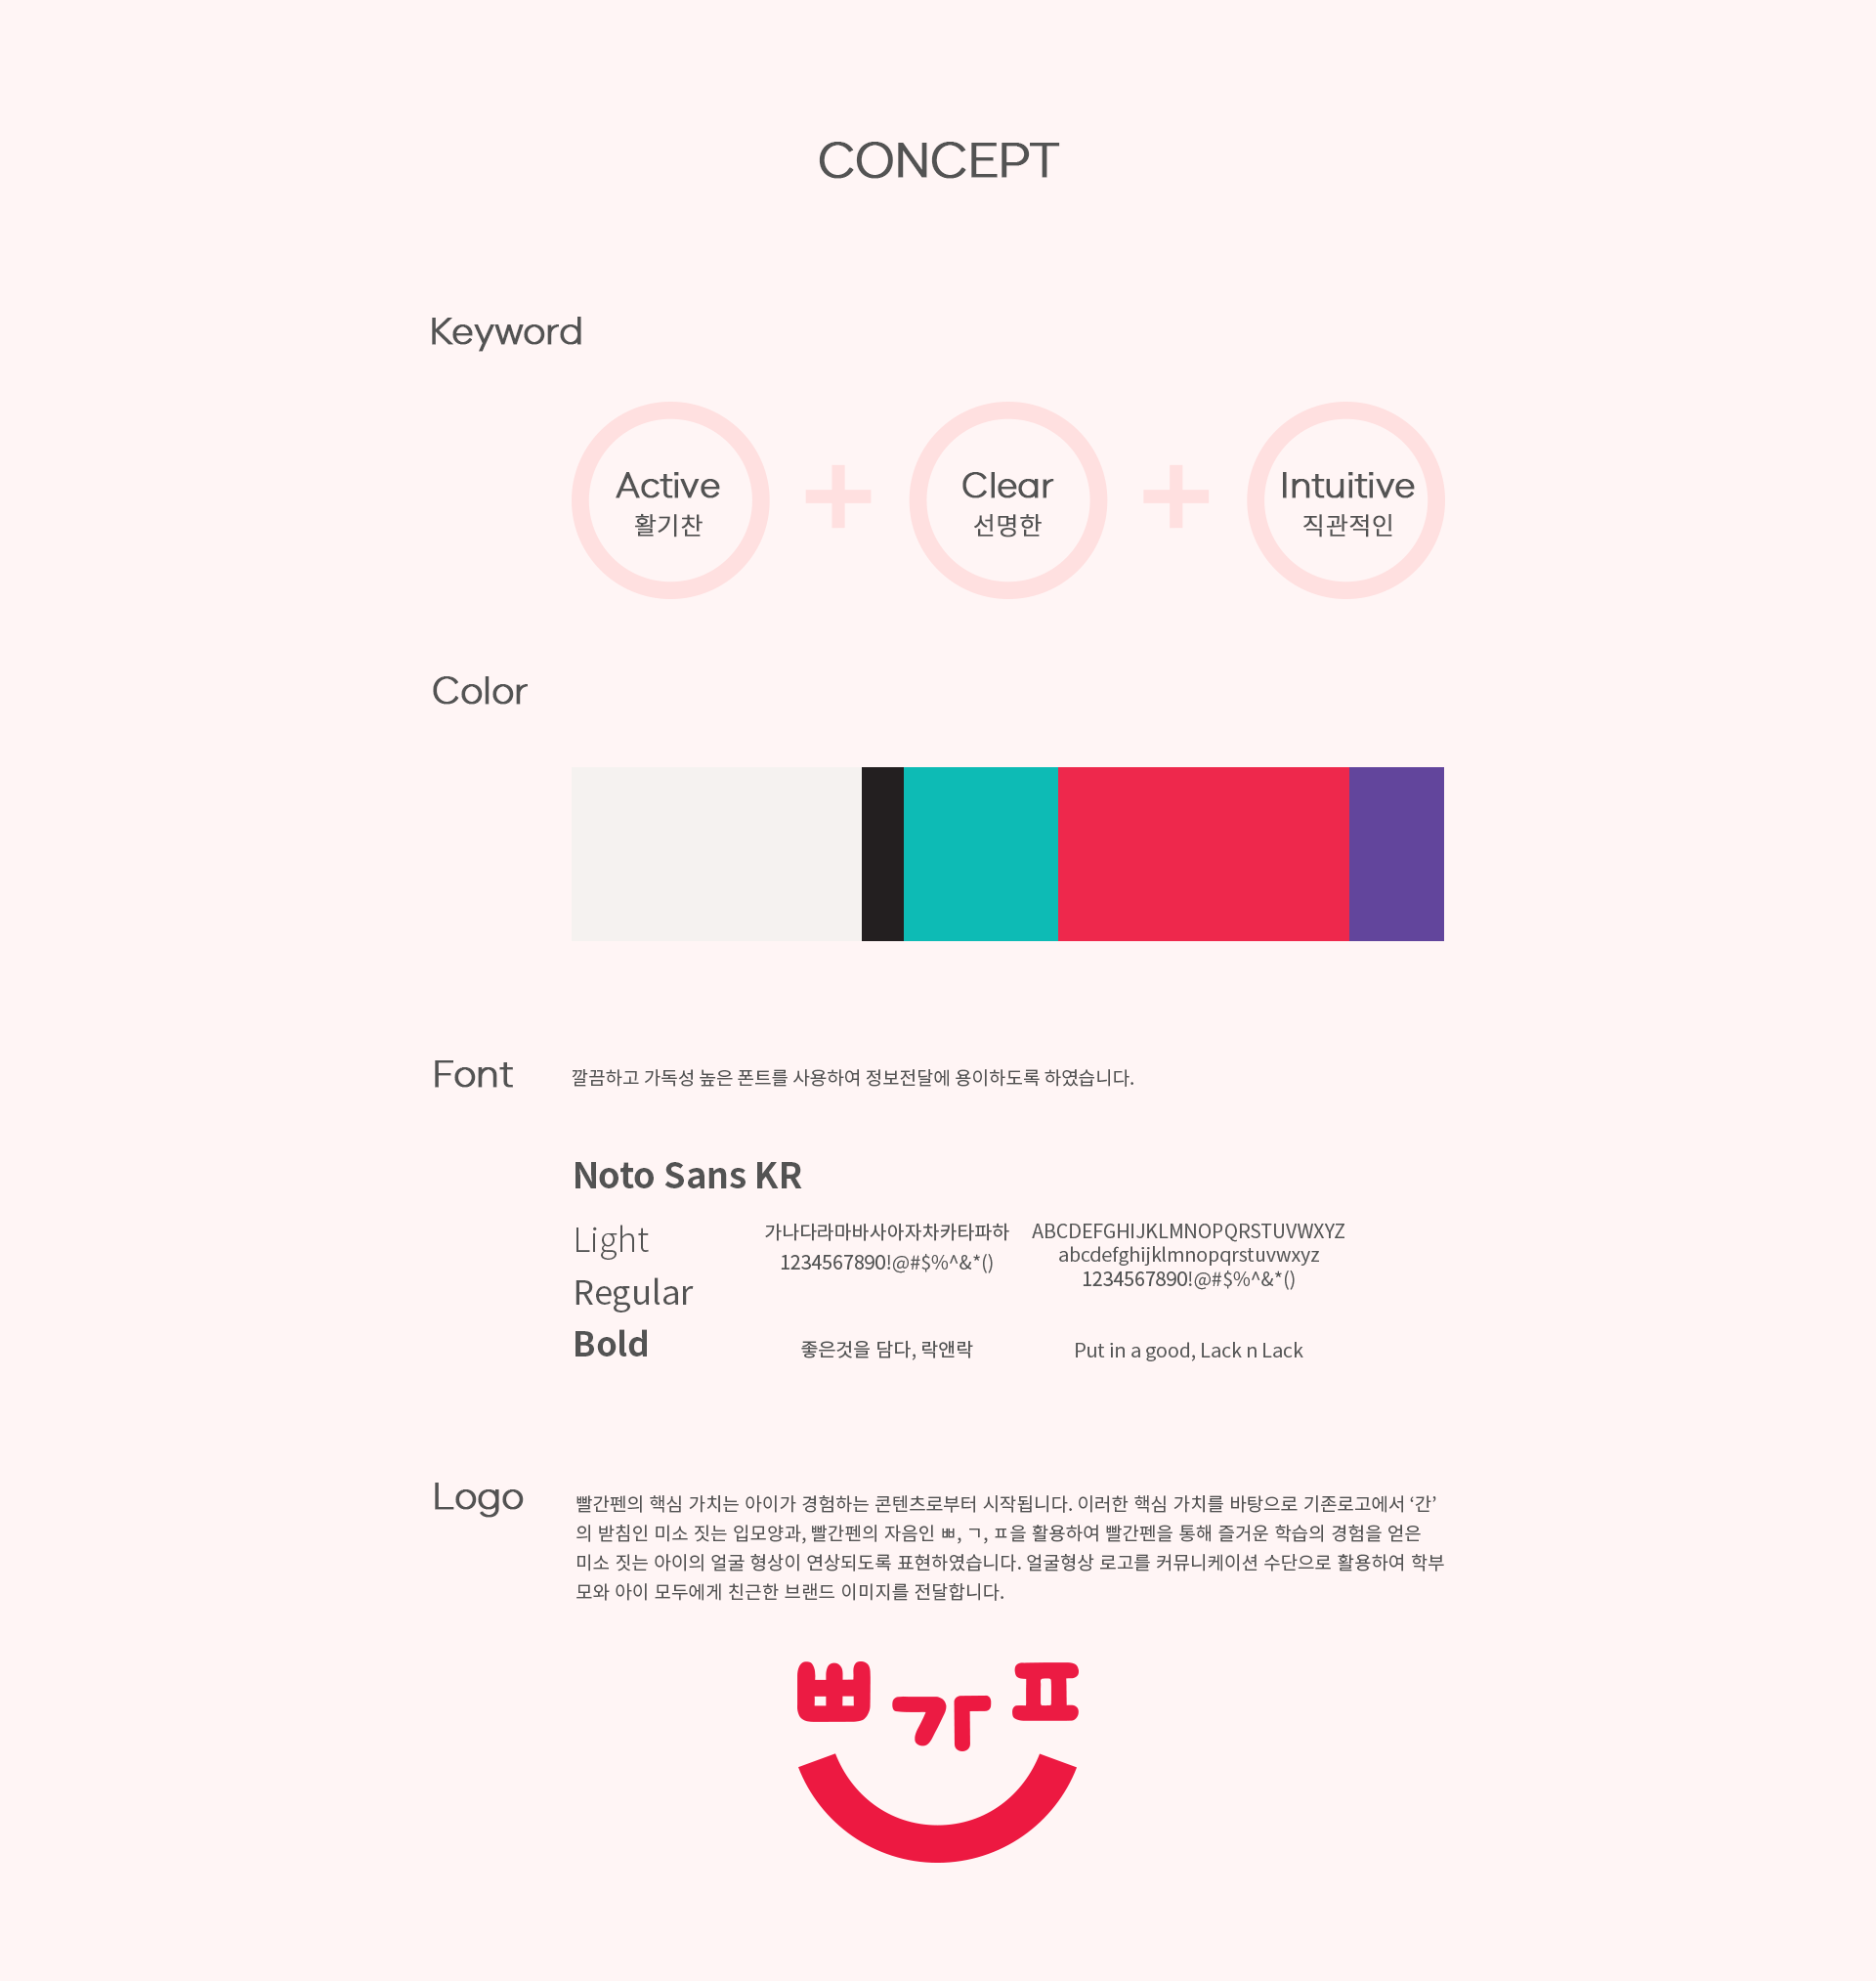 CONCEPT
Keyword
Active
활기찬
+
Clear
선명한
+
Intuitive
직관적인
Color
Font
깔끔하고 가독성 높은 폰트를 사용하여 정보전달에 용이하도록 하였습니다.
Noto Sans KR
Light
Regular
Bold
가나다라마바사아자차카타파하
1234567890!@#$%^&*()
좋은것을 담다, 락앤락
ABCDEFGHIJKLMNOPQRSTUVWXYZ
abcdefghijklmnopqrstuvwxyz
1234567890!@#$%^&*()
Put in a good, Lack n Lack
Logo
빨간펜의 핵심 가치는 아이가 경험하는 콘텐츠로부터 시작됩니다. 이러한 핵심 가치를 바탕으로 기존로고에서 ‘간’
의 받침인 미소 짓는 입모양과, 빨간펜의 자음인 ㅃ, ㄱ, ㅍ을 활용하여 빨간펜을 통해 즐거운 학습의 경험을 얻은
미소 짓는 아이의 얼굴 형상이 연상되도록 표현하였습니다. 얼굴형상 로고를 커뮤니케이션 수단으로 활용하여 학부
모와 아이 모두에게 친근한 브랜드 이미지를 전달합니다.
ㅃ 가 ㅍ